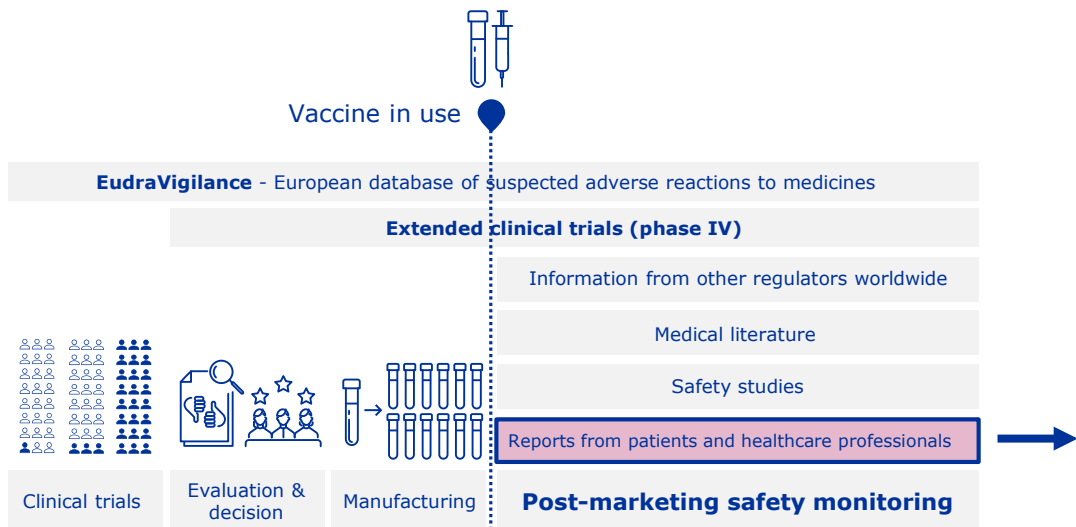 Vaccine in use
EudraVigilance - European database of suspected adverse reactions to medicines
Extended clinical trials (phase IV)
Information from other regulators worldwide
Medical literature
Safety studies
Reports from patients and healthcare professionals
Clinical trials
Evaluation &
decision
Manufacturing
Post-marketing safety monitoring